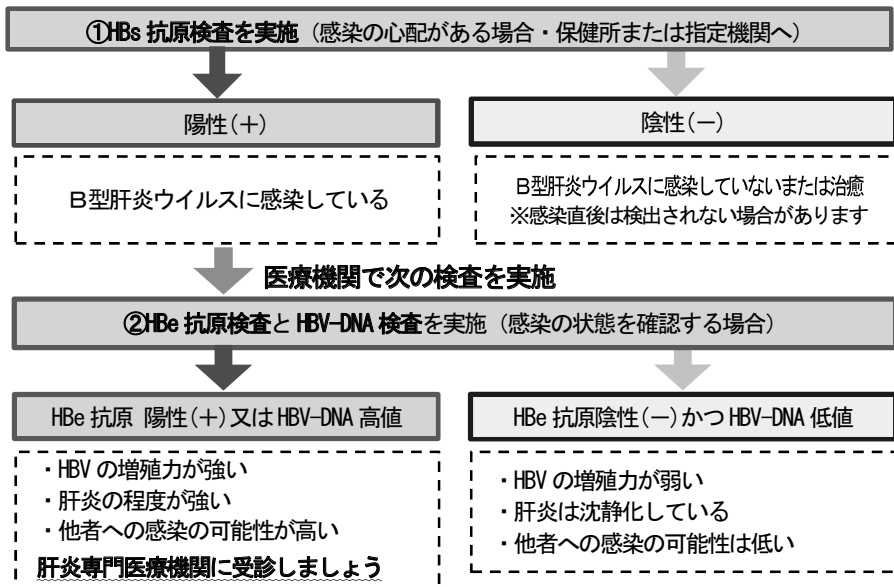 ①HBs 抗原検査を実施（感染の心配がある場合・保健所または指定機関へ）
陽性（＋）
陰性（－）
Ｂ型肝炎ウイルスに感染している
Ｂ型肝炎ウイルスに感染していないまたは治癒
※感染直後は検出されない場合があります
医療機関で次の検査を実施
②HBe 抗原検査と HBV-DNA 検査を実施（感染の状態を確認する場合）
HBe 抗原 陽性（＋）又は HBV-DNA 高値
HBe 抗原陰性（－）かつ HBV-DNA 低値
・HBV の増殖力が強い
・肝炎の程度が強い
・他者への感染の可能性が高い
肝炎専門医療機関に受診しましょう
・HBV の増殖力が弱い
・肝炎は沈静化している
・他者への感染の可能性は低い